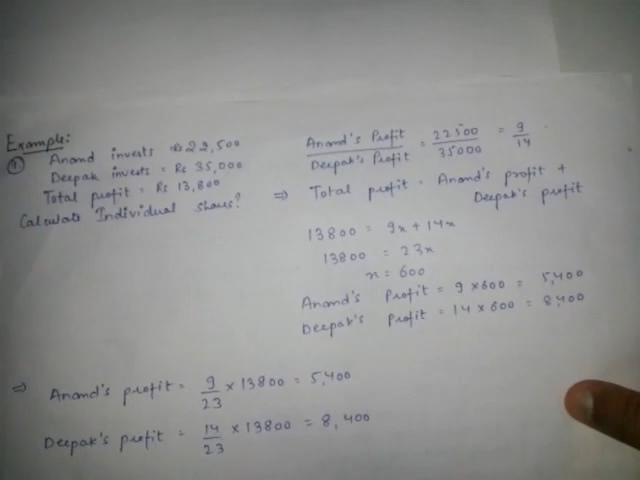 Example:
① Anand invests = Rs 22,500
Deepak invests = Rs 35,000
Total profit = Rs 13,800
Calculate Individual shares?
Anand's Profit / Deepak's Profit = 22500 / 35000 = 9 / 14
⇒ Total profit = Anand's profit +
Deepak's profit
13800 = 9x + 14x
13800 = 23x
x = 600
Anand's Profit = 9 × 600 = 5,400
Deepak's Profit = 14 × 600 = 8,400
⇒ Anand's profit = 9 / 23 × 13800 = 5,400
Deepak's profit = 14 / 23 × 13800 = 8,400